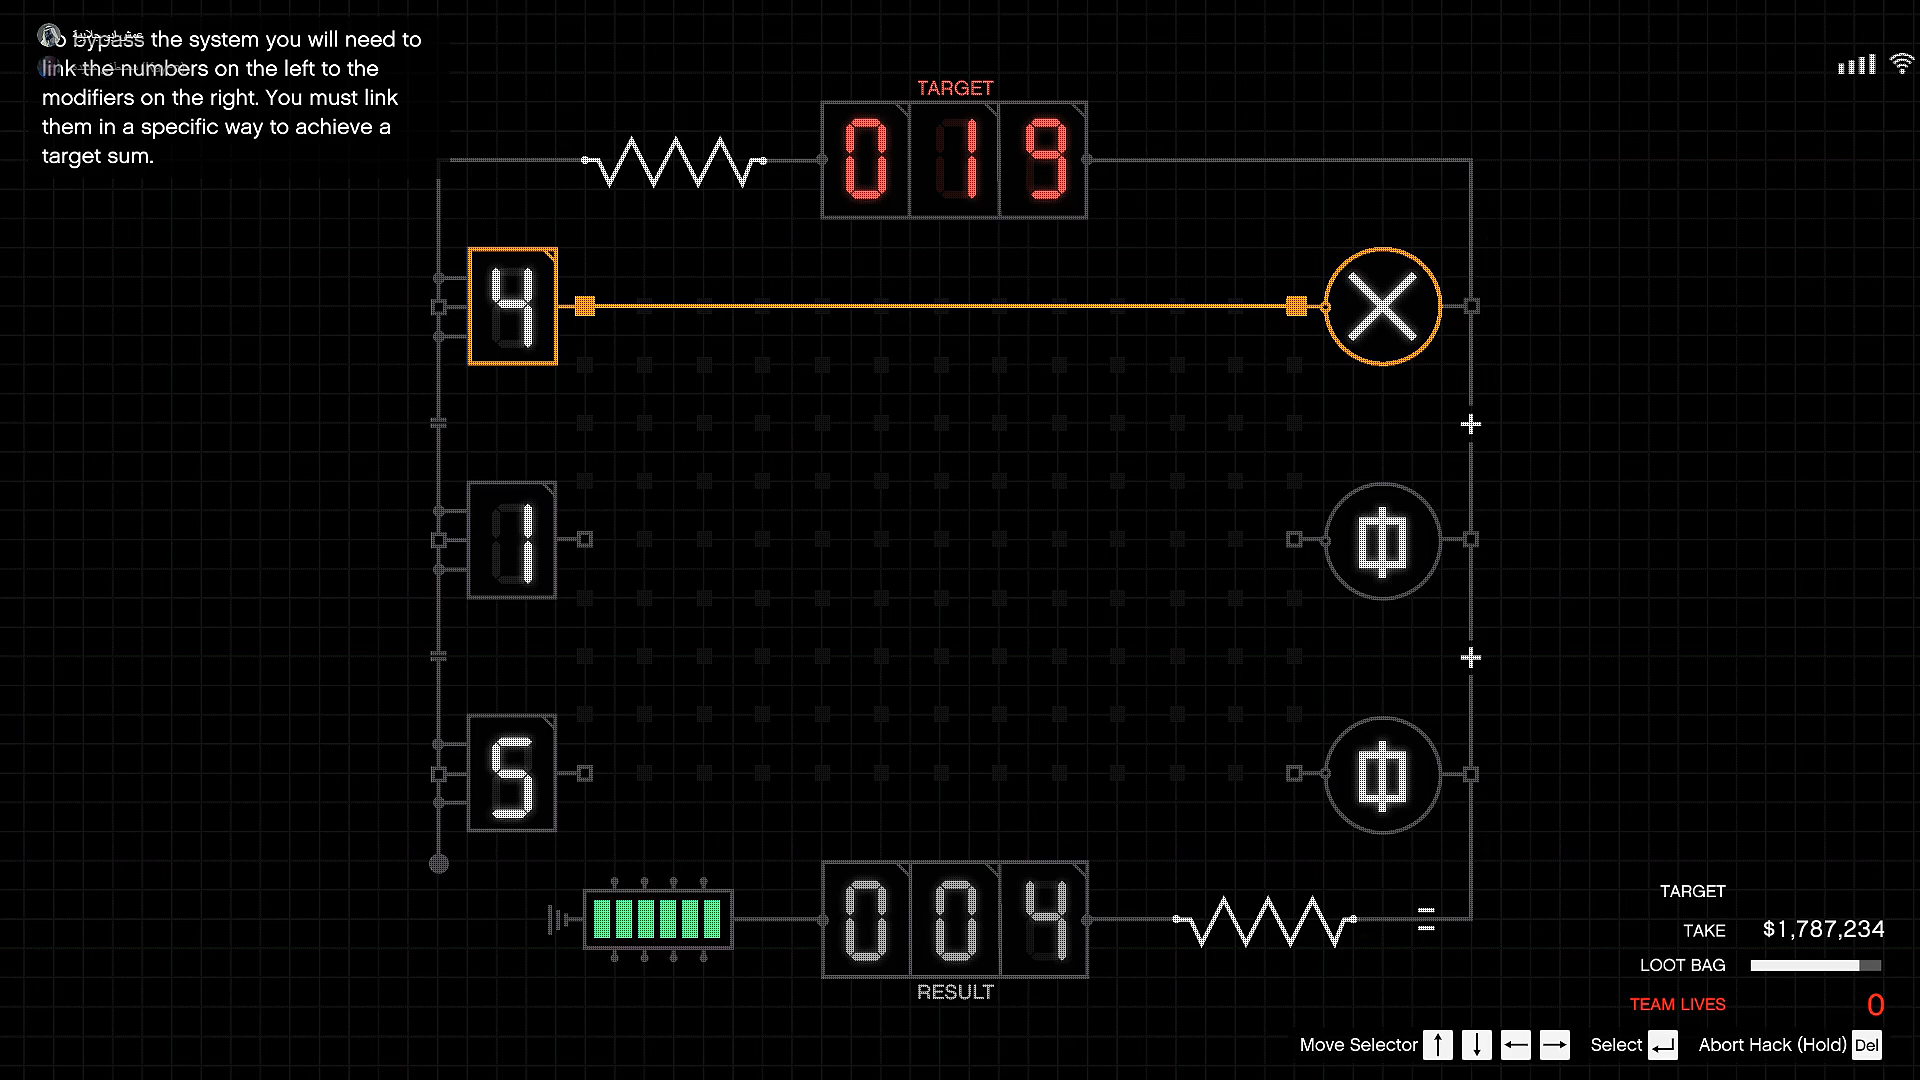 To bypass the system you will need to
link the numbers on the left to the
modifiers on the right. You must link
them in a specific way to achieve a
target sum.
TARGET
019
4
1
5
+
+
004
=
RESULT
TARGET
TAKE $1,787,234
LOOT BAG
TEAM LIVES 0
Move Selector ↑ ↓ ← → Select ↵ Abort Hack (Hold) Del